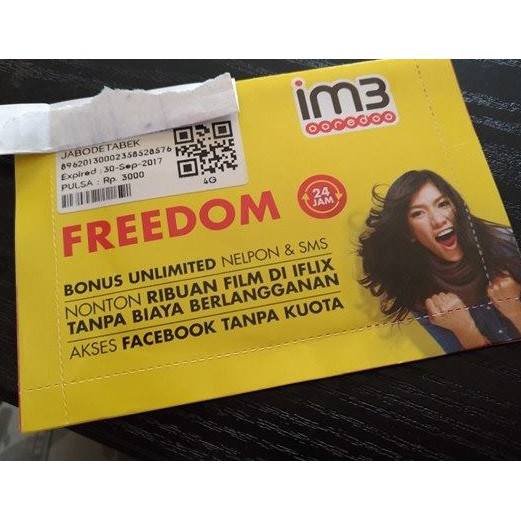 im3
ooredoo
JABODETABEK
89620130002358528576
Expired : 30-Sep-2017
PULSA : Rp. 3000
4G
FREEDOM
24
JAM
BONUS UNLIMITED NELPON & SMS
NONTON RIBUAN FILM DI IFLIX
TANPA BIAYA BERLANGGANAN
AKSES FACEBOOK TANPA KUOTA